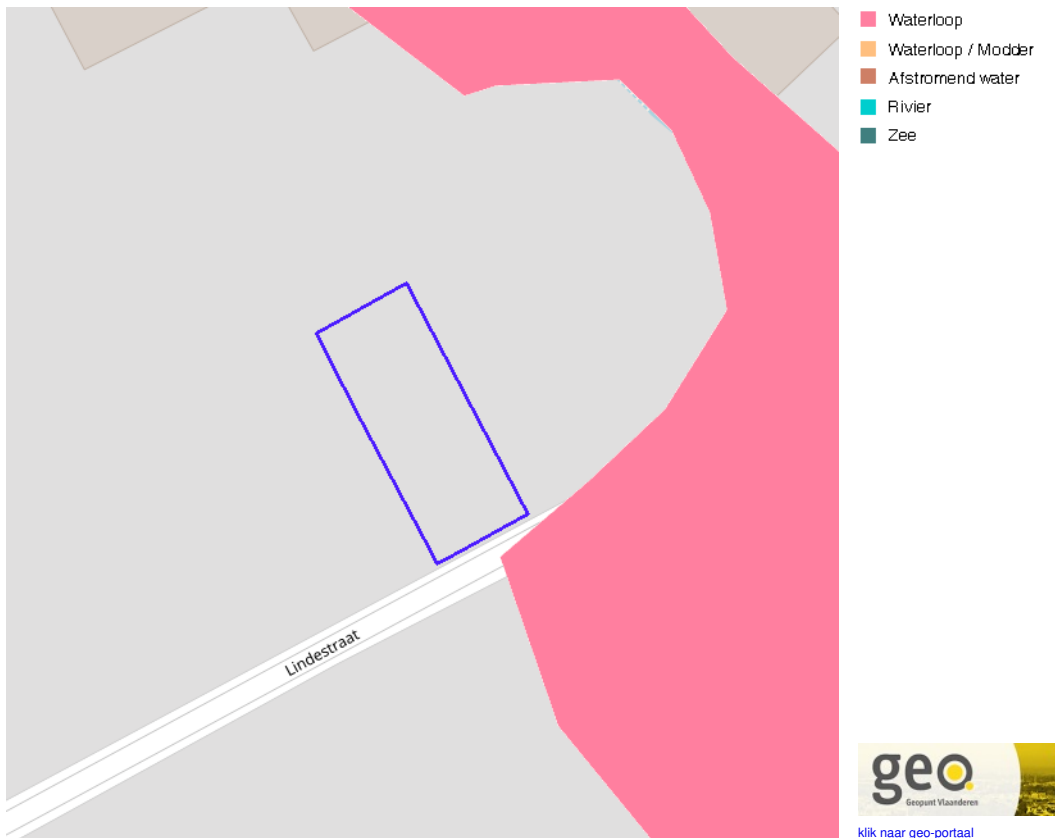 Waterloop
Waterloop / Modder
Afstromend water
Rivier
Zee
Lindestraat
geo.
Geopunt Vlaanderen
klik naar geo-portaal